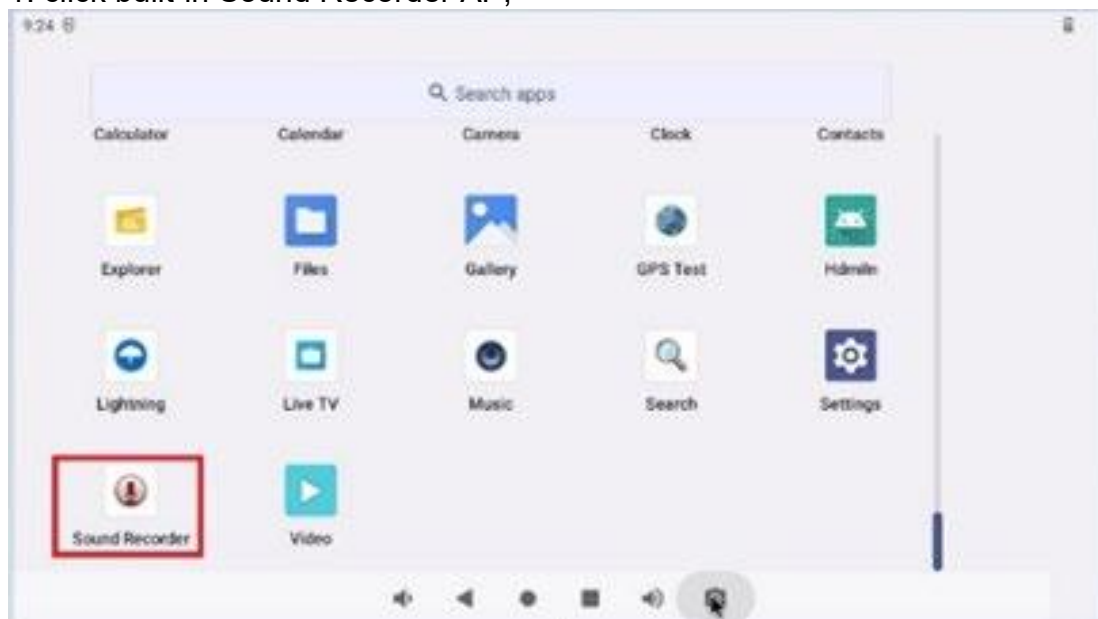 9:24
Search apps
Calculator Calendar Camera Clock Contacts
Explorer Files Gallery GPS Test HdmiIn
Lightning Live TV Music Search Settings
Sound Recorder Video